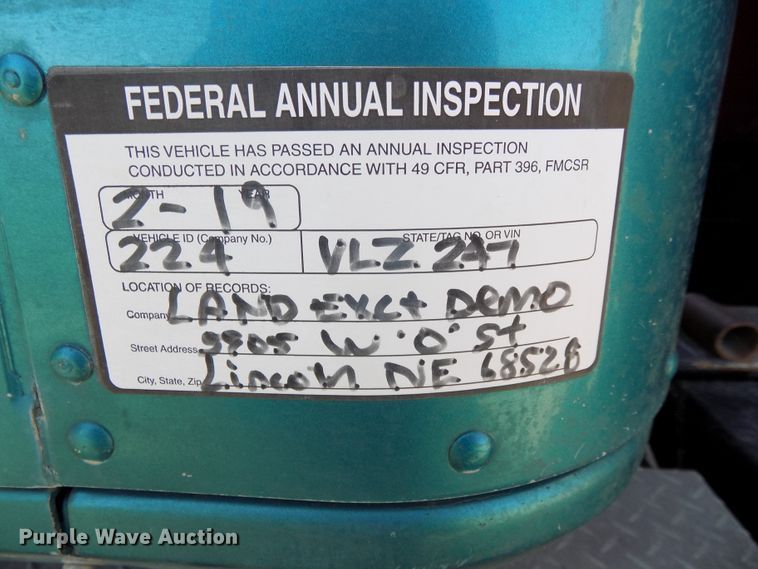 FEDERAL ANNUAL INSPECTION
THIS VEHICLE HAS PASSED AN ANNUAL INSPECTION
CONDUCTED IN ACCORDANCE WITH 49 CFR, PART 396, FMCSR
MONTH YEAR
2-19
VEHICLE ID (Company No.) STATE/TAG NO. OR VIN
224 VLZ 247
LOCATION OF RECORDS:
Company LAND EXCt DEMO
Street Address W "O" St
City, State, Zip Lincoln NE 68528
Purple Wave Auction